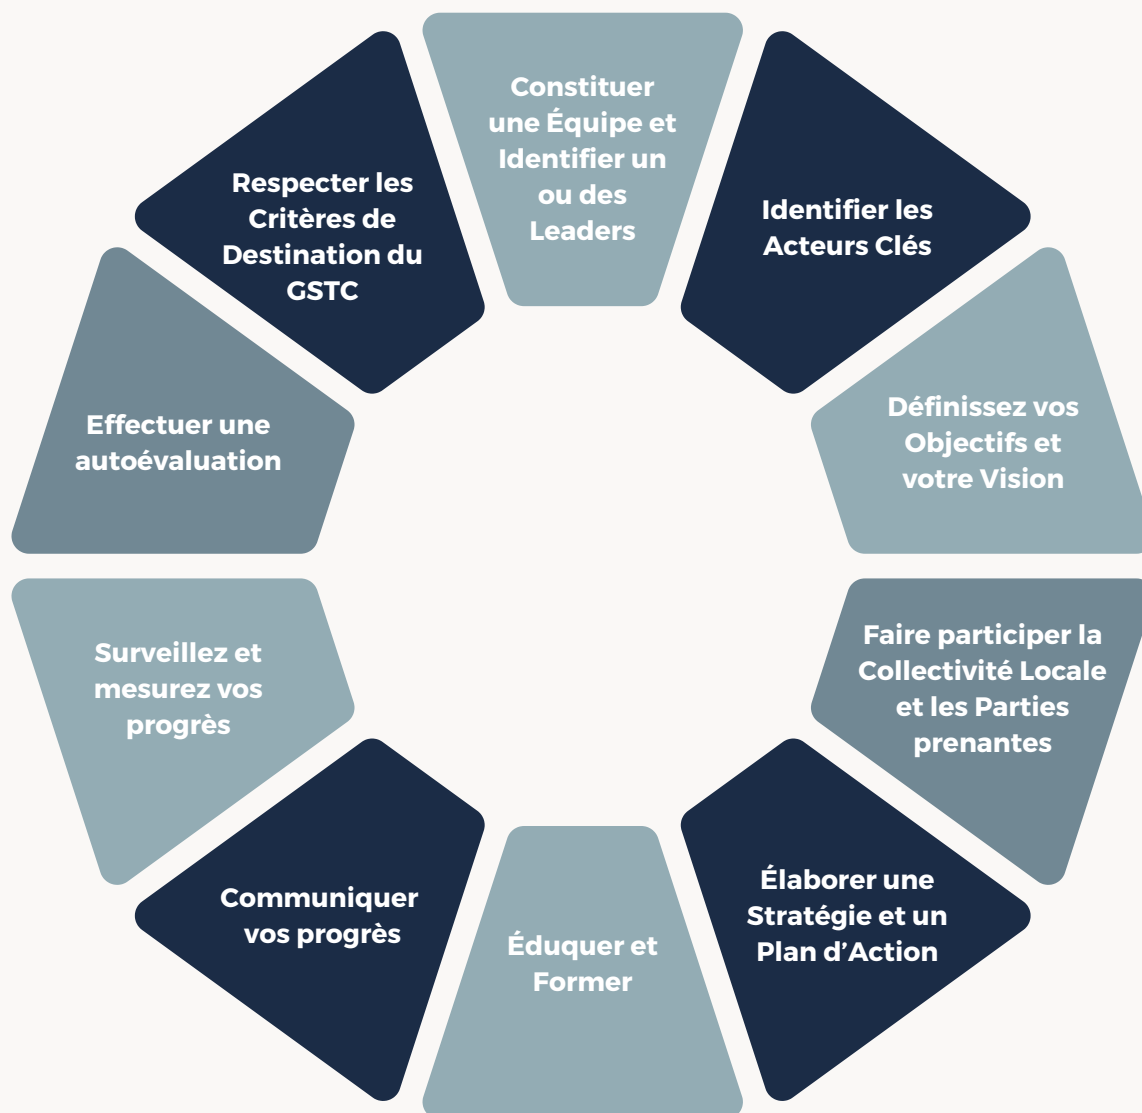 Constituer
une Équipe et
Identifier un
ou des
Leaders
Identifier les
Acteurs Clés
Définissez vos
Objectifs et
votre Vision
Faire participer la
Collectivité Locale
et les Parties
prenantes
Élaborer une
Stratégie et un
Plan d’Action
Éduquer et
Former
Communiquer
vos progrès
Surveillez et
mesurez vos
progrès
Effectuer une
autoévaluation
Respecter les
Critères de
Destination du
GSTC